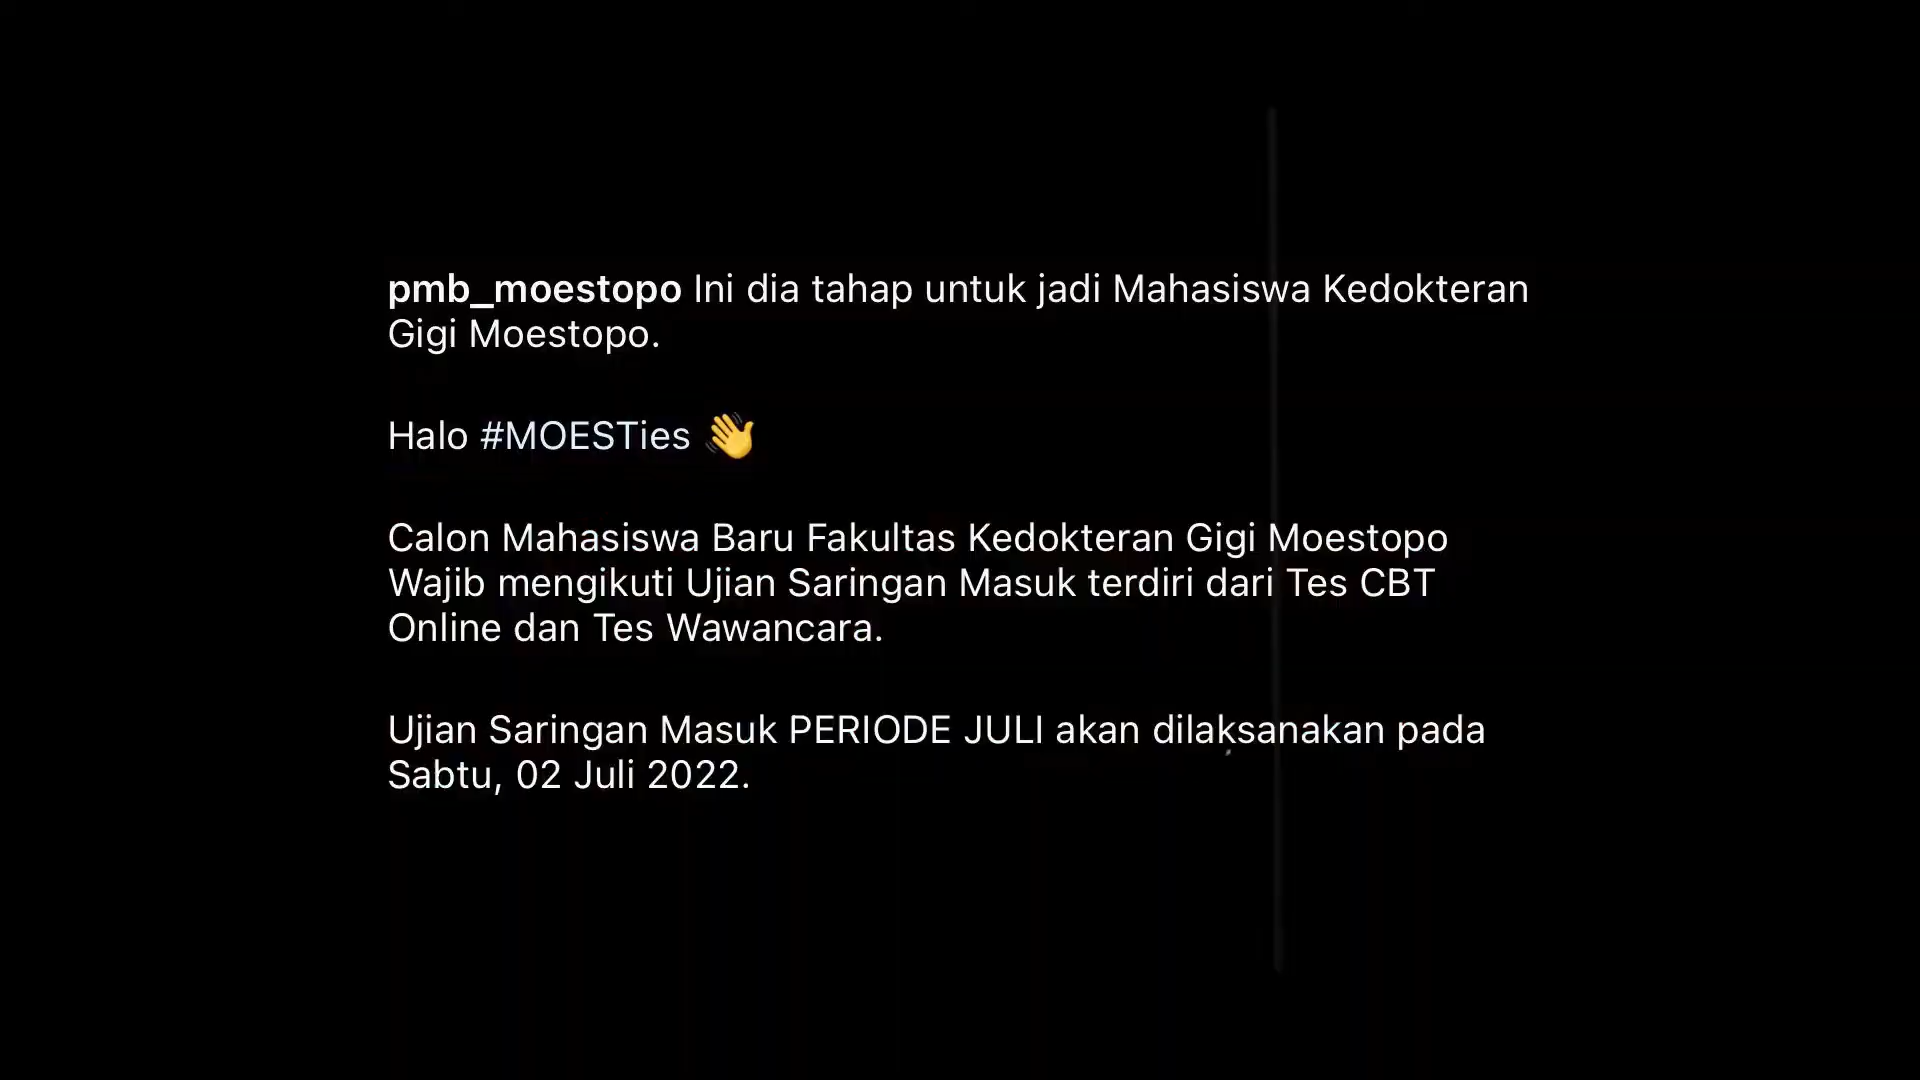 pmb_moestopo Ini dia tahap untuk jadi Mahasiswa Kedokteran
Gigi Moestopo.
Halo #MOESTies 👋
Calon Mahasiswa Baru Fakultas Kedokteran Gigi Moestopo
Wajib mengikuti Ujian Saringan Masuk terdiri dari Tes CBT
Online dan Tes Wawancara.
Ujian Saringan Masuk PERIODE JULI akan dilaksanakan pada
Sabtu, 02 Juli 2022.